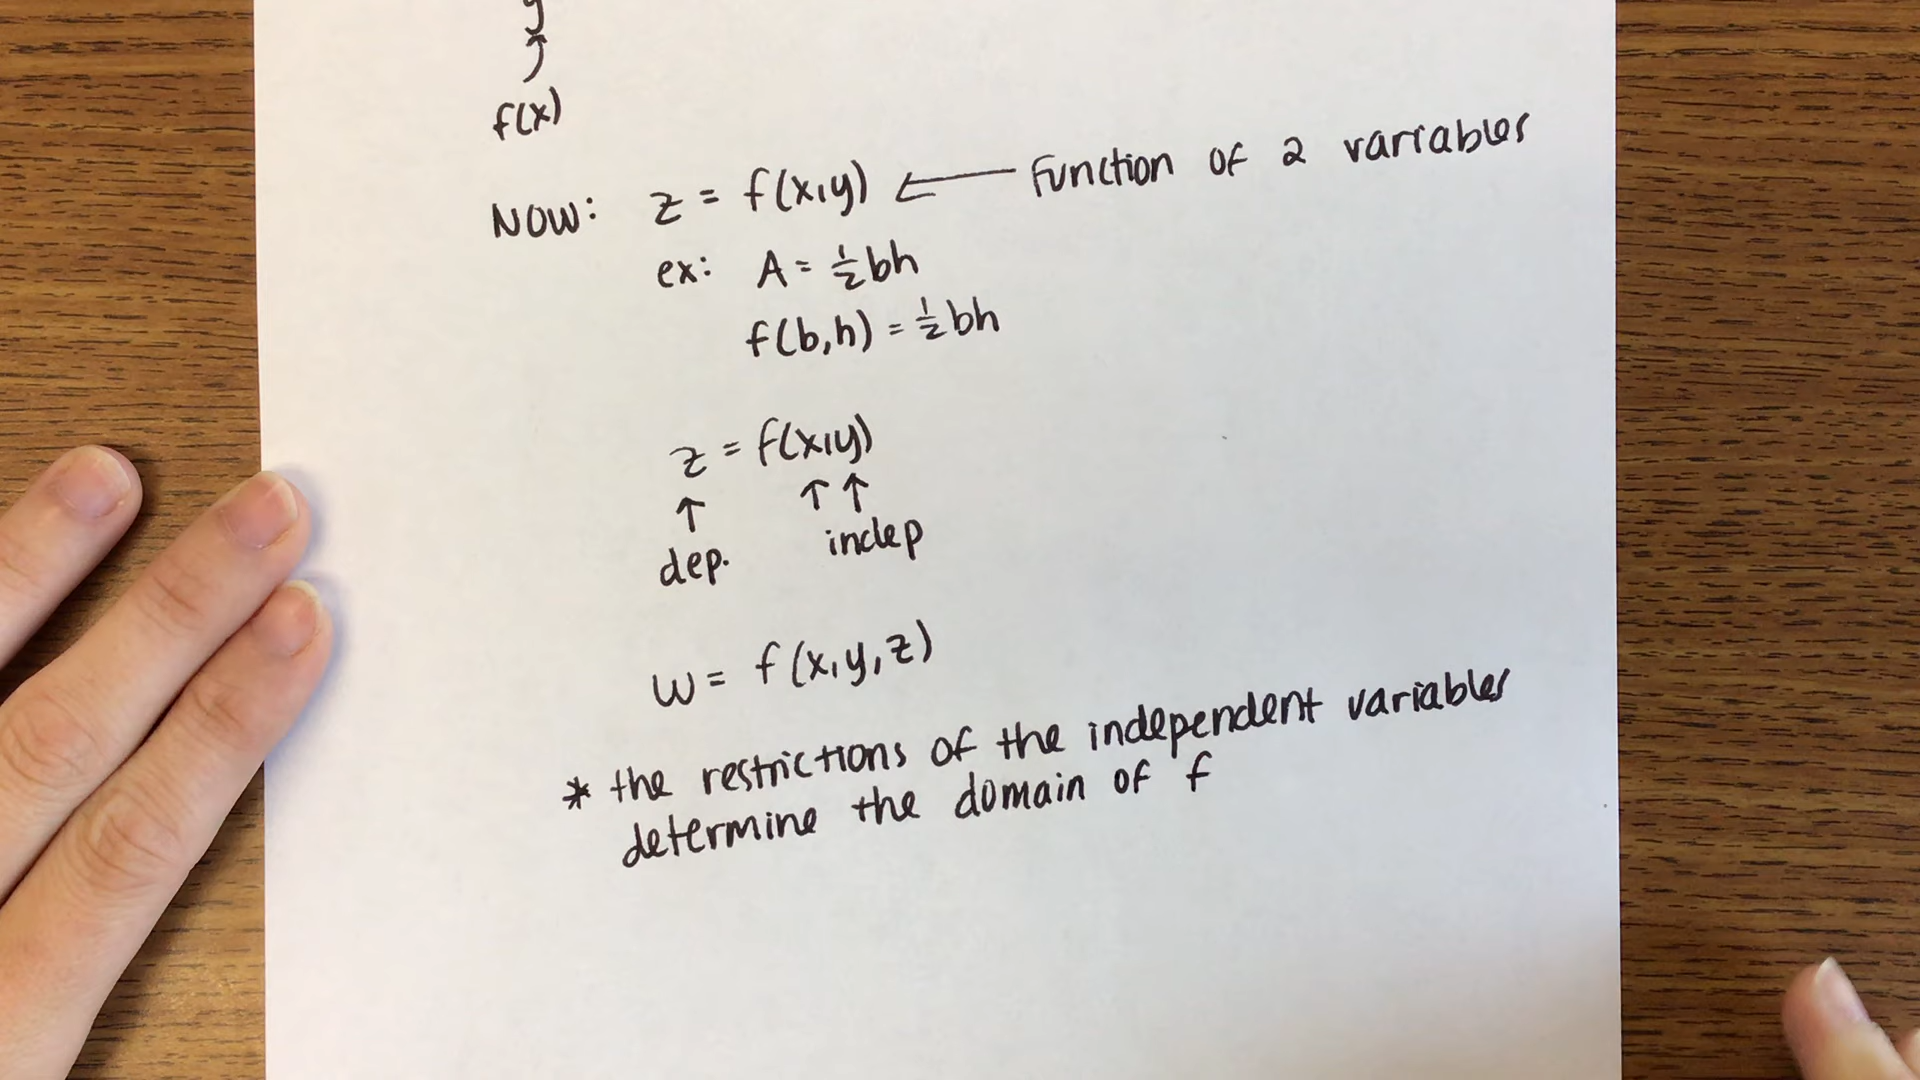 y
f(x)
NOW: z = f(x,y) ← Function of 2 variables
ex: A = ½bh
f(b,h) = ½bh
z = f(x,y)
↑ ↑ ↑
dep. indep
w = f(x,y,z)
* the restrictions of the independent variables
determine the domain of f